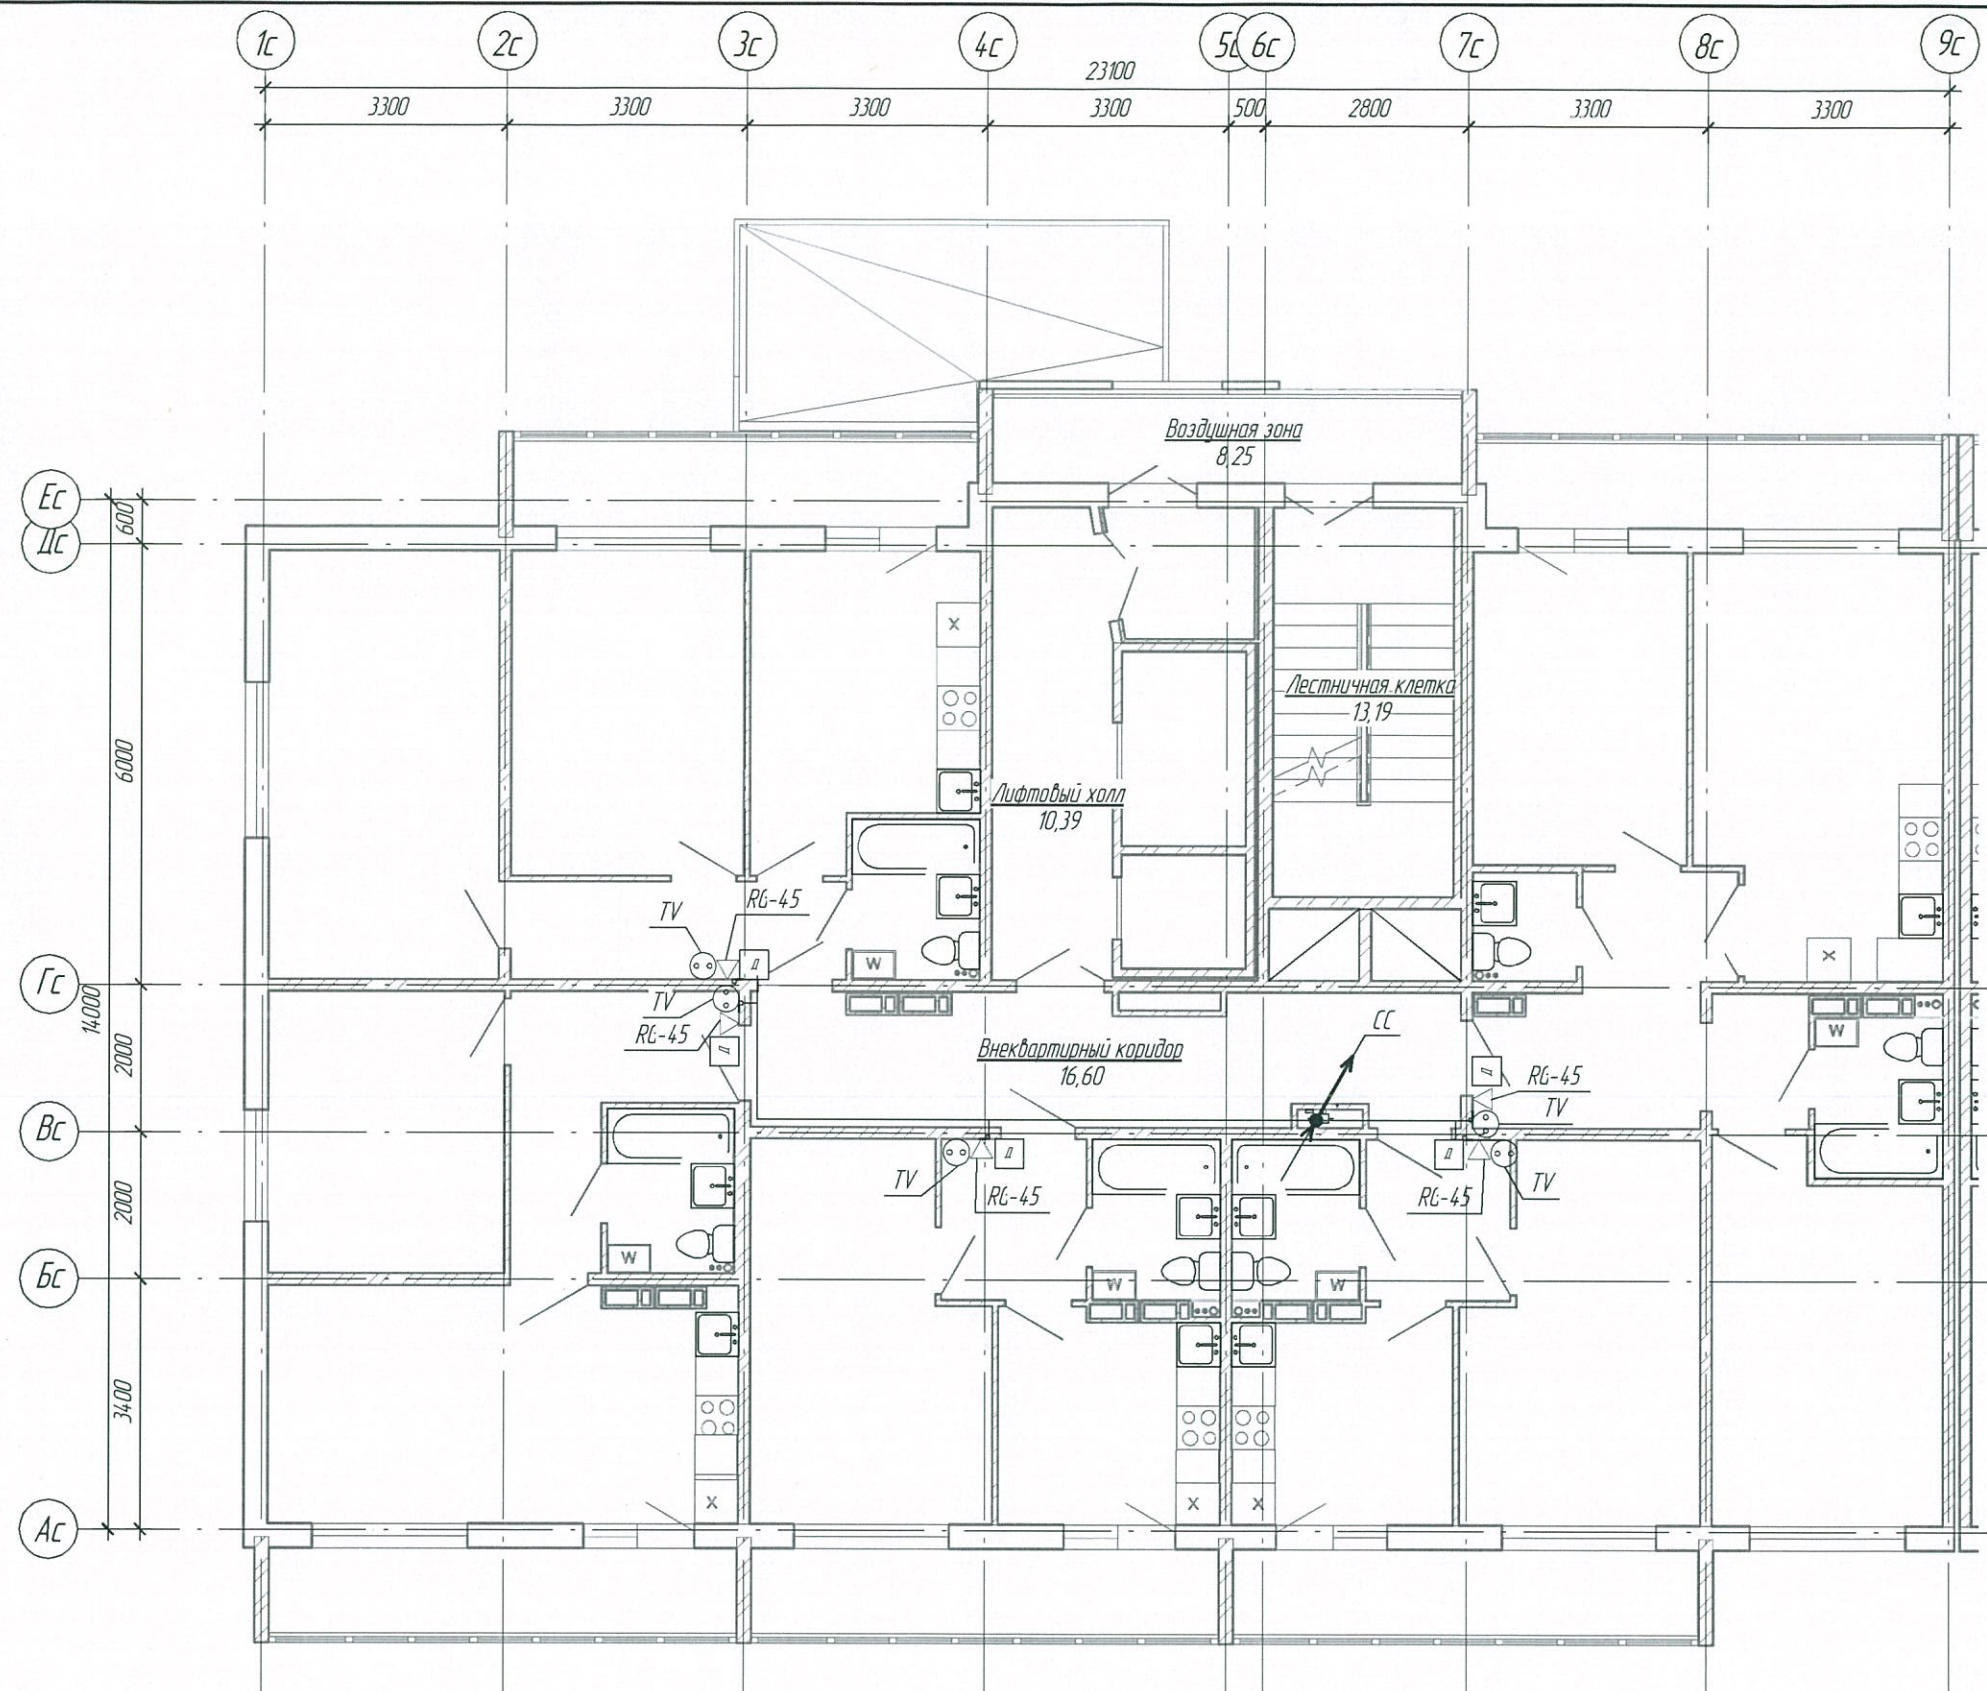 1с 2с 3с 4с 5с 6с 7с 8с 9с
23100
3300 3300 3300 3300 500 2800 3300 3300
Воздушная зона
8,25
Ес
600
Дс
X
6000
Лестничная клетка
13,19
Лифтовый холл
10,39
TV RG-45
Д
W
X
Гс
14000
TV
RG-45
Д
2000
Внеквартирный коридор
16,60
СС
W
Д
RG-45
TV
Вс
Д
TV
RG-45
Д
RG-45
TV
2000
W
W
W
Бс
3400
X
X
X
Ас